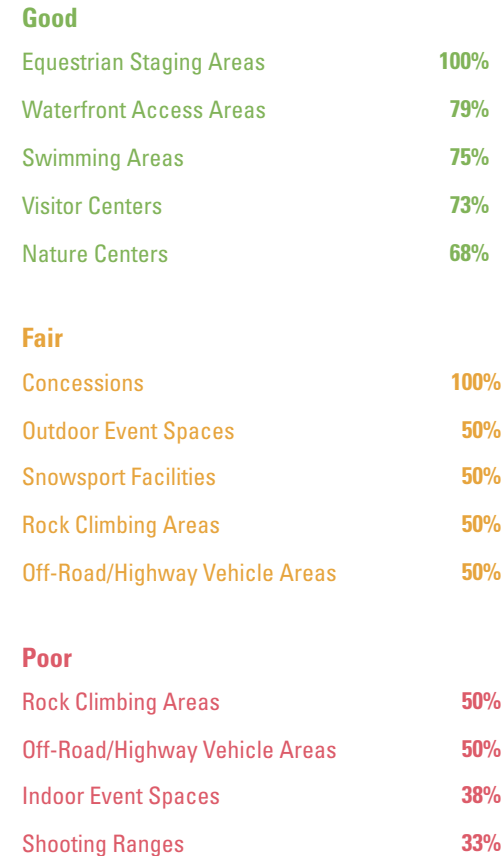 Good
Equestrian Staging Areas 100%
Waterfront Access Areas 79%
Swimming Areas 75%
Visitor Centers 73%
Nature Centers 68%
Fair
Concessions 100%
Outdoor Event Spaces 50%
Snowsport Facilities 50%
Rock Climbing Areas 50%
Off-Road/Highway Vehicle Areas 50%
Poor
Rock Climbing Areas 50%
Off-Road/Highway Vehicle Areas 50%
Indoor Event Spaces 38%
Shooting Ranges 33%